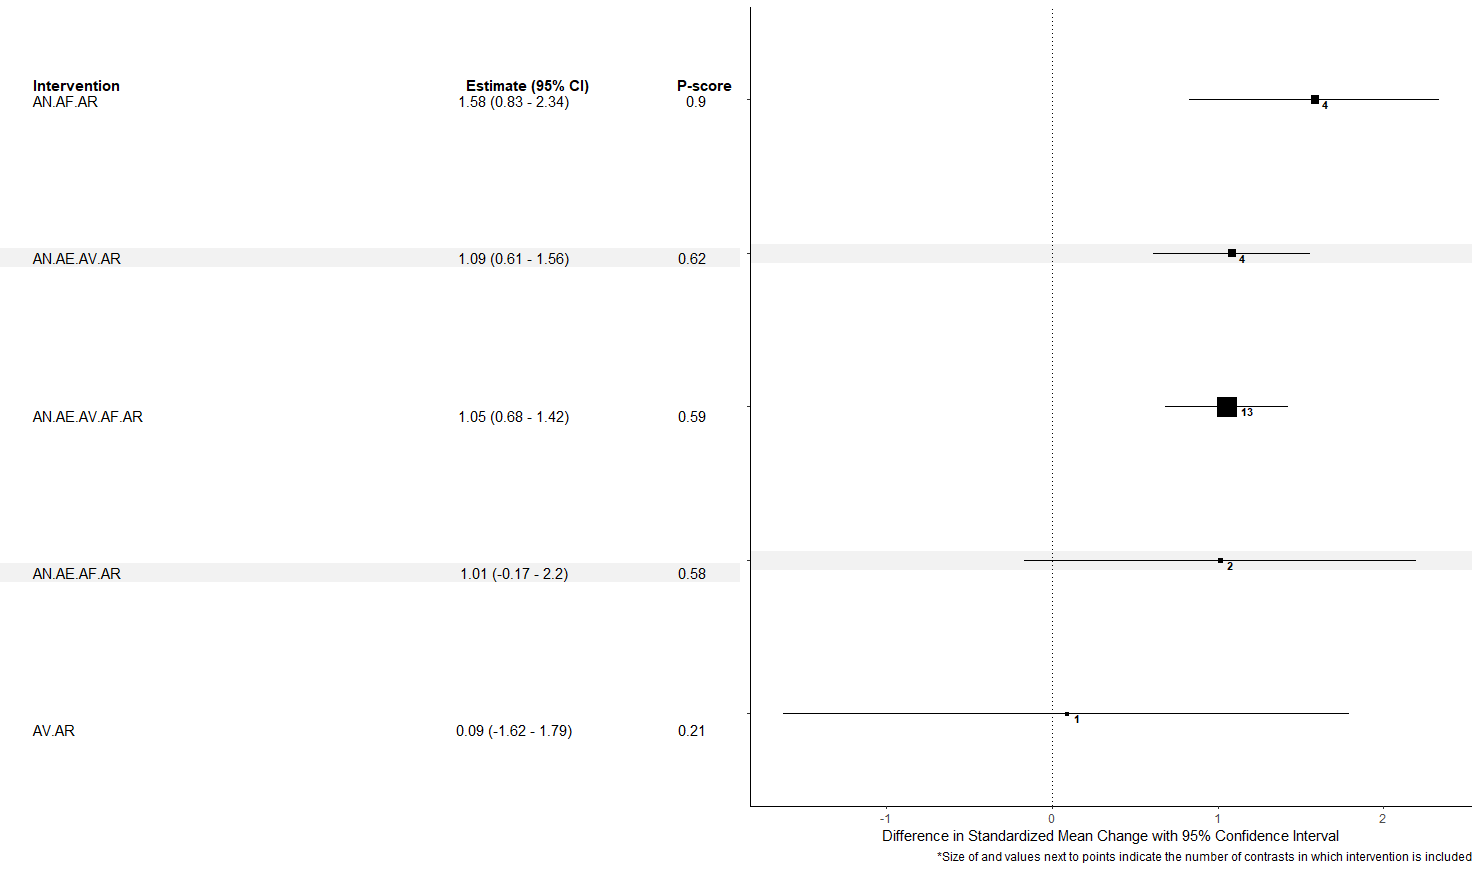 Intervention Estimate (95% CI) P-score
AN.AF.AR 1.58 (0.83 - 2.34) 0.9
4
AN.AE.AV.AR 1.09 (0.61 - 1.56) 0.62
4
AN.AE.AV.AF.AR 1.05 (0.68 - 1.42) 0.59
13
AN.AE.AF.AR 1.01 (-0.17 - 2.2) 0.58
2
AV.AR 0.09 (-1.62 - 1.79) 0.21
1
-1 0 1 2
Difference in Standardized Mean Change with 95% Confidence Interval
*Size of and values next to points indicate the number of contrasts in which intervention is included